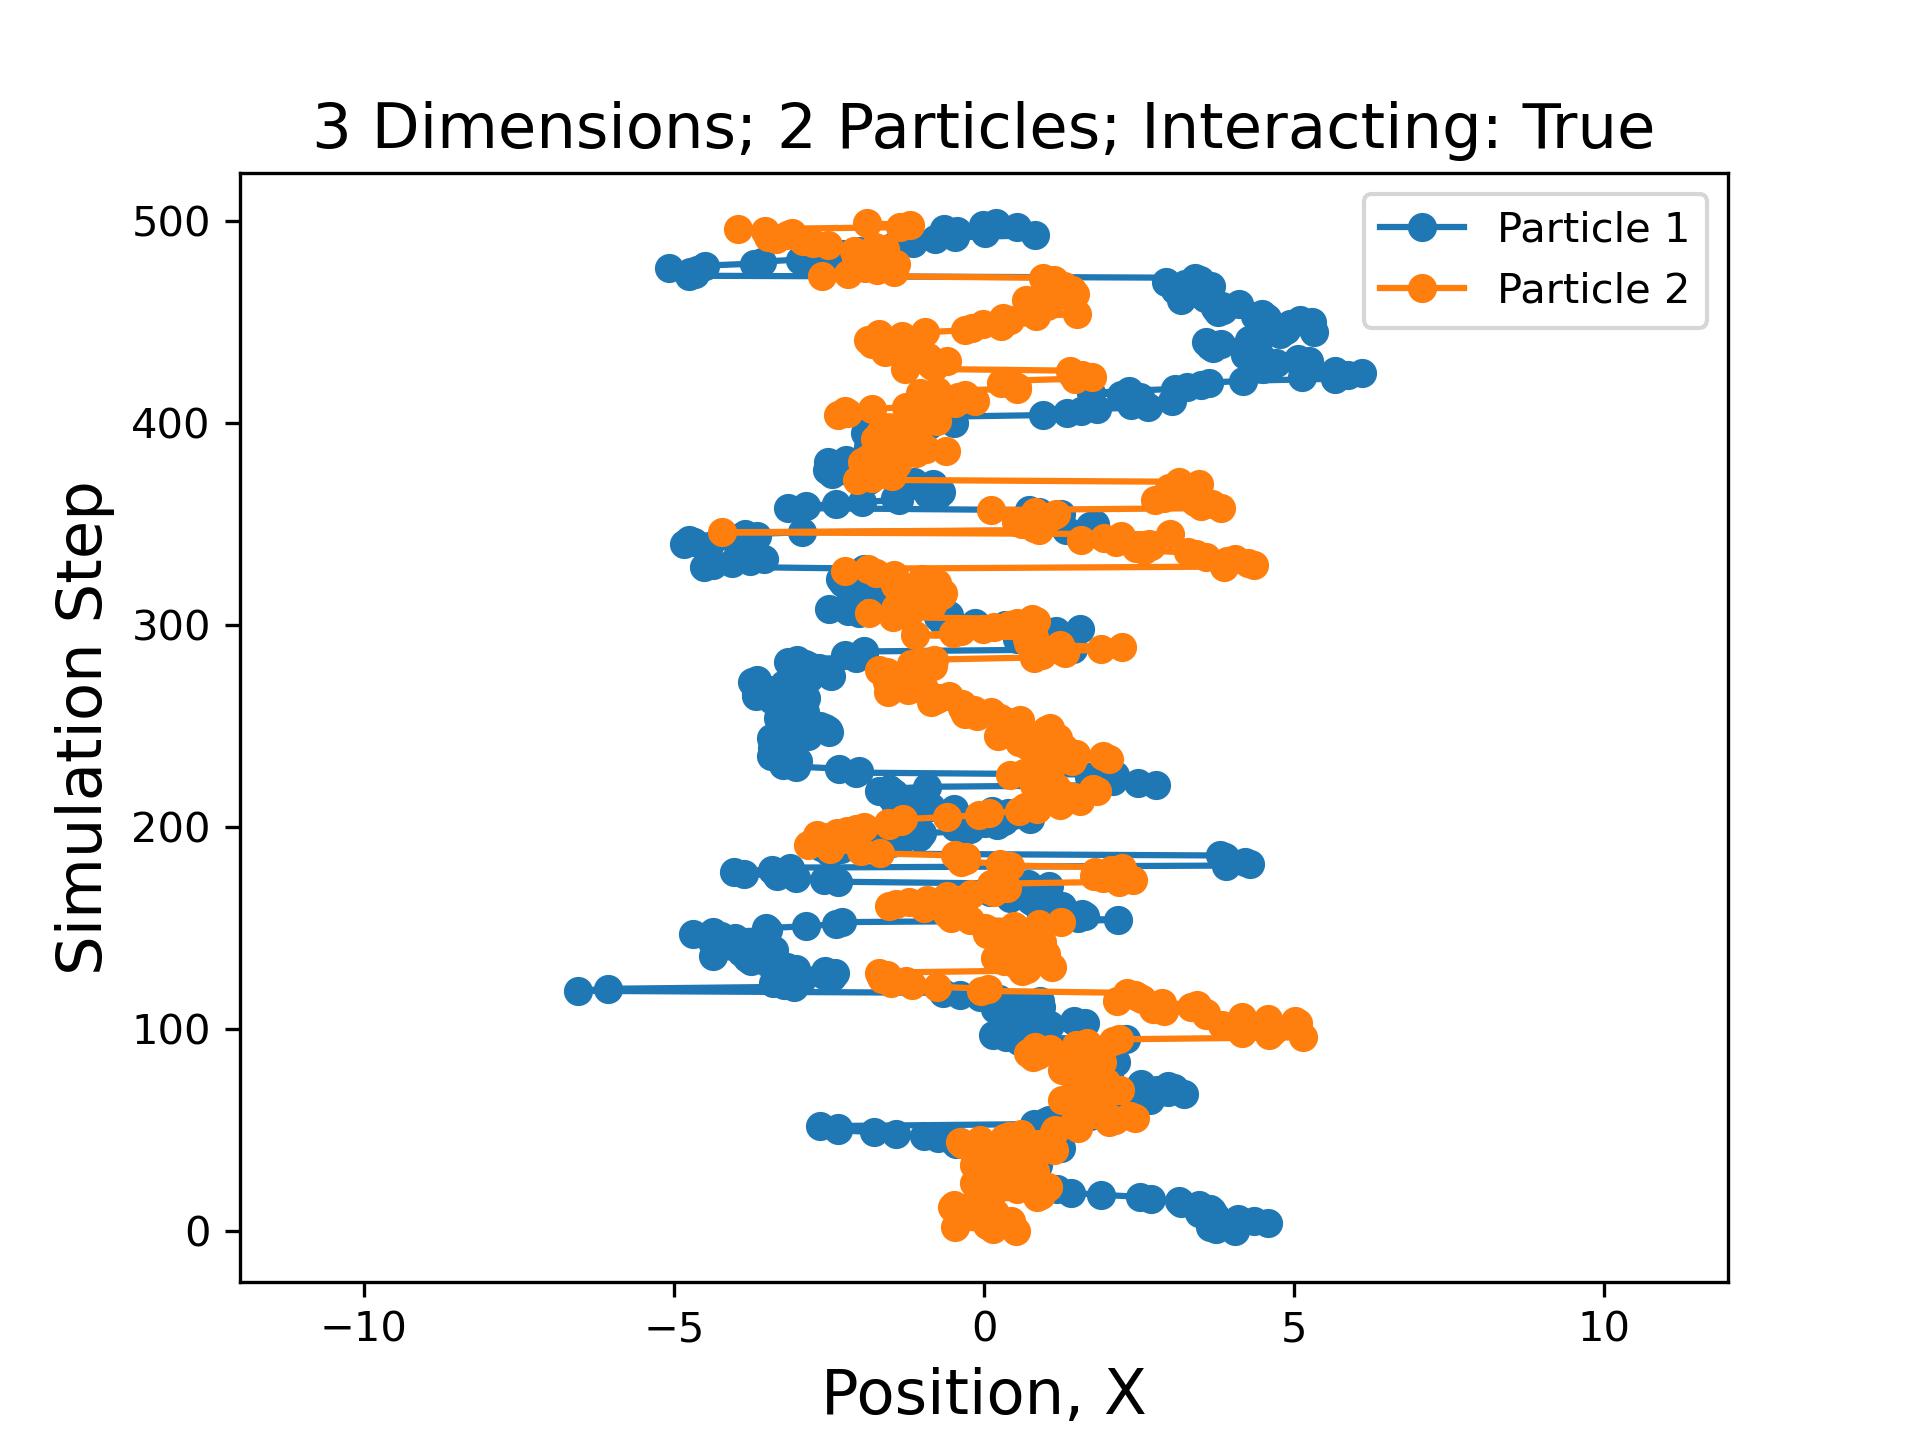 3 Dimensions; 2 Particles; Interacting: True
Particle 1
Particle 2
500
400
300
200
100
0
Simulation Step
−10
−5
0
5
10
Position, X